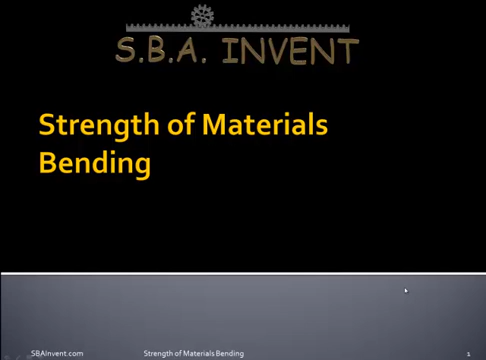 S.B.A. INVENT
Strength of Materials
Bending
SBAInvent.com
Strength of Materials Bending
1